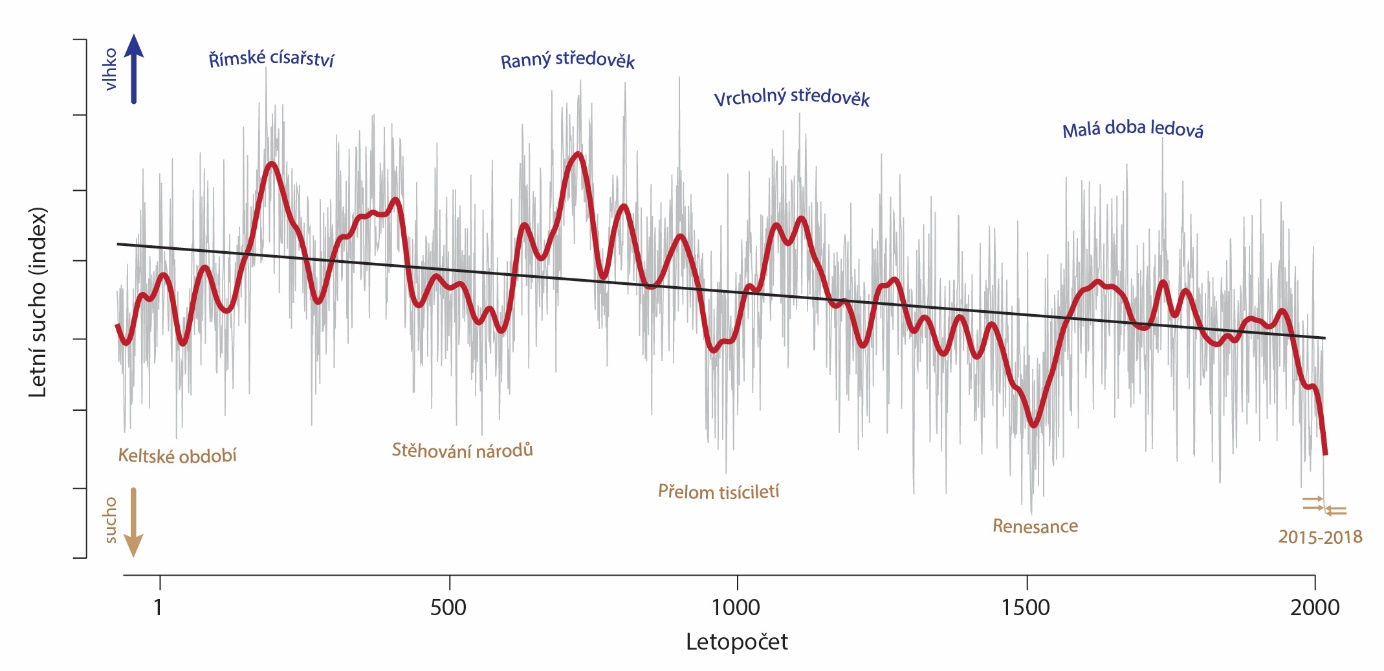 vlhko
Římské císařství
Ranný středověk
Vrcholný středověk
Malá doba ledová
Letní sucho (index)
Keltské období
Stěhování národů
Přelom tisíciletí
Renesance
sucho
2015-2018
1
500
1000
1500
2000
Letopočet